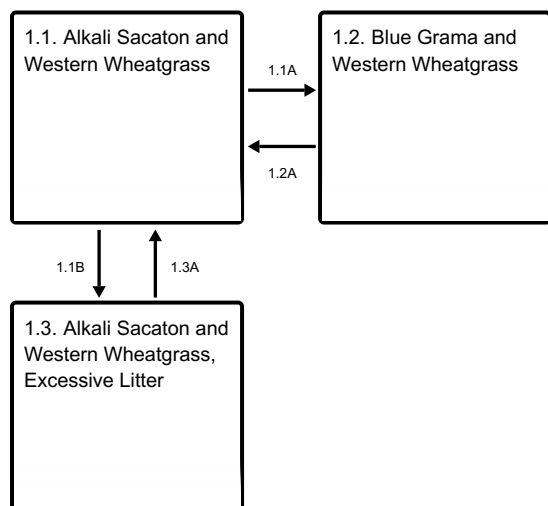 1.1. Alkali Sacaton and
Western Wheatgrass
1.1A
1.2. Blue Grama and
Western Wheatgrass
1.2A
1.1B
1.3A
1.3. Alkali Sacaton and
Western Wheatgrass,
Excessive Litter